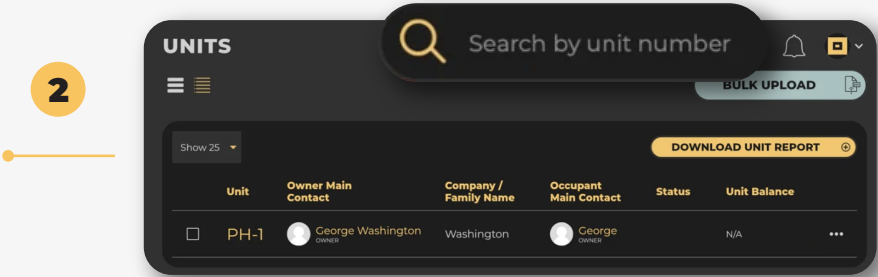 2
UNITS
Search by unit number
BULK UPLOAD
Show 25
DOWNLOAD UNIT REPORT
Unit
Owner Main
Contact
Company /
Family Name
Occupant
Main Contact
Status
Unit Balance
PH-1
George Washington
OWNER
Washington
George
OWNER
N/A